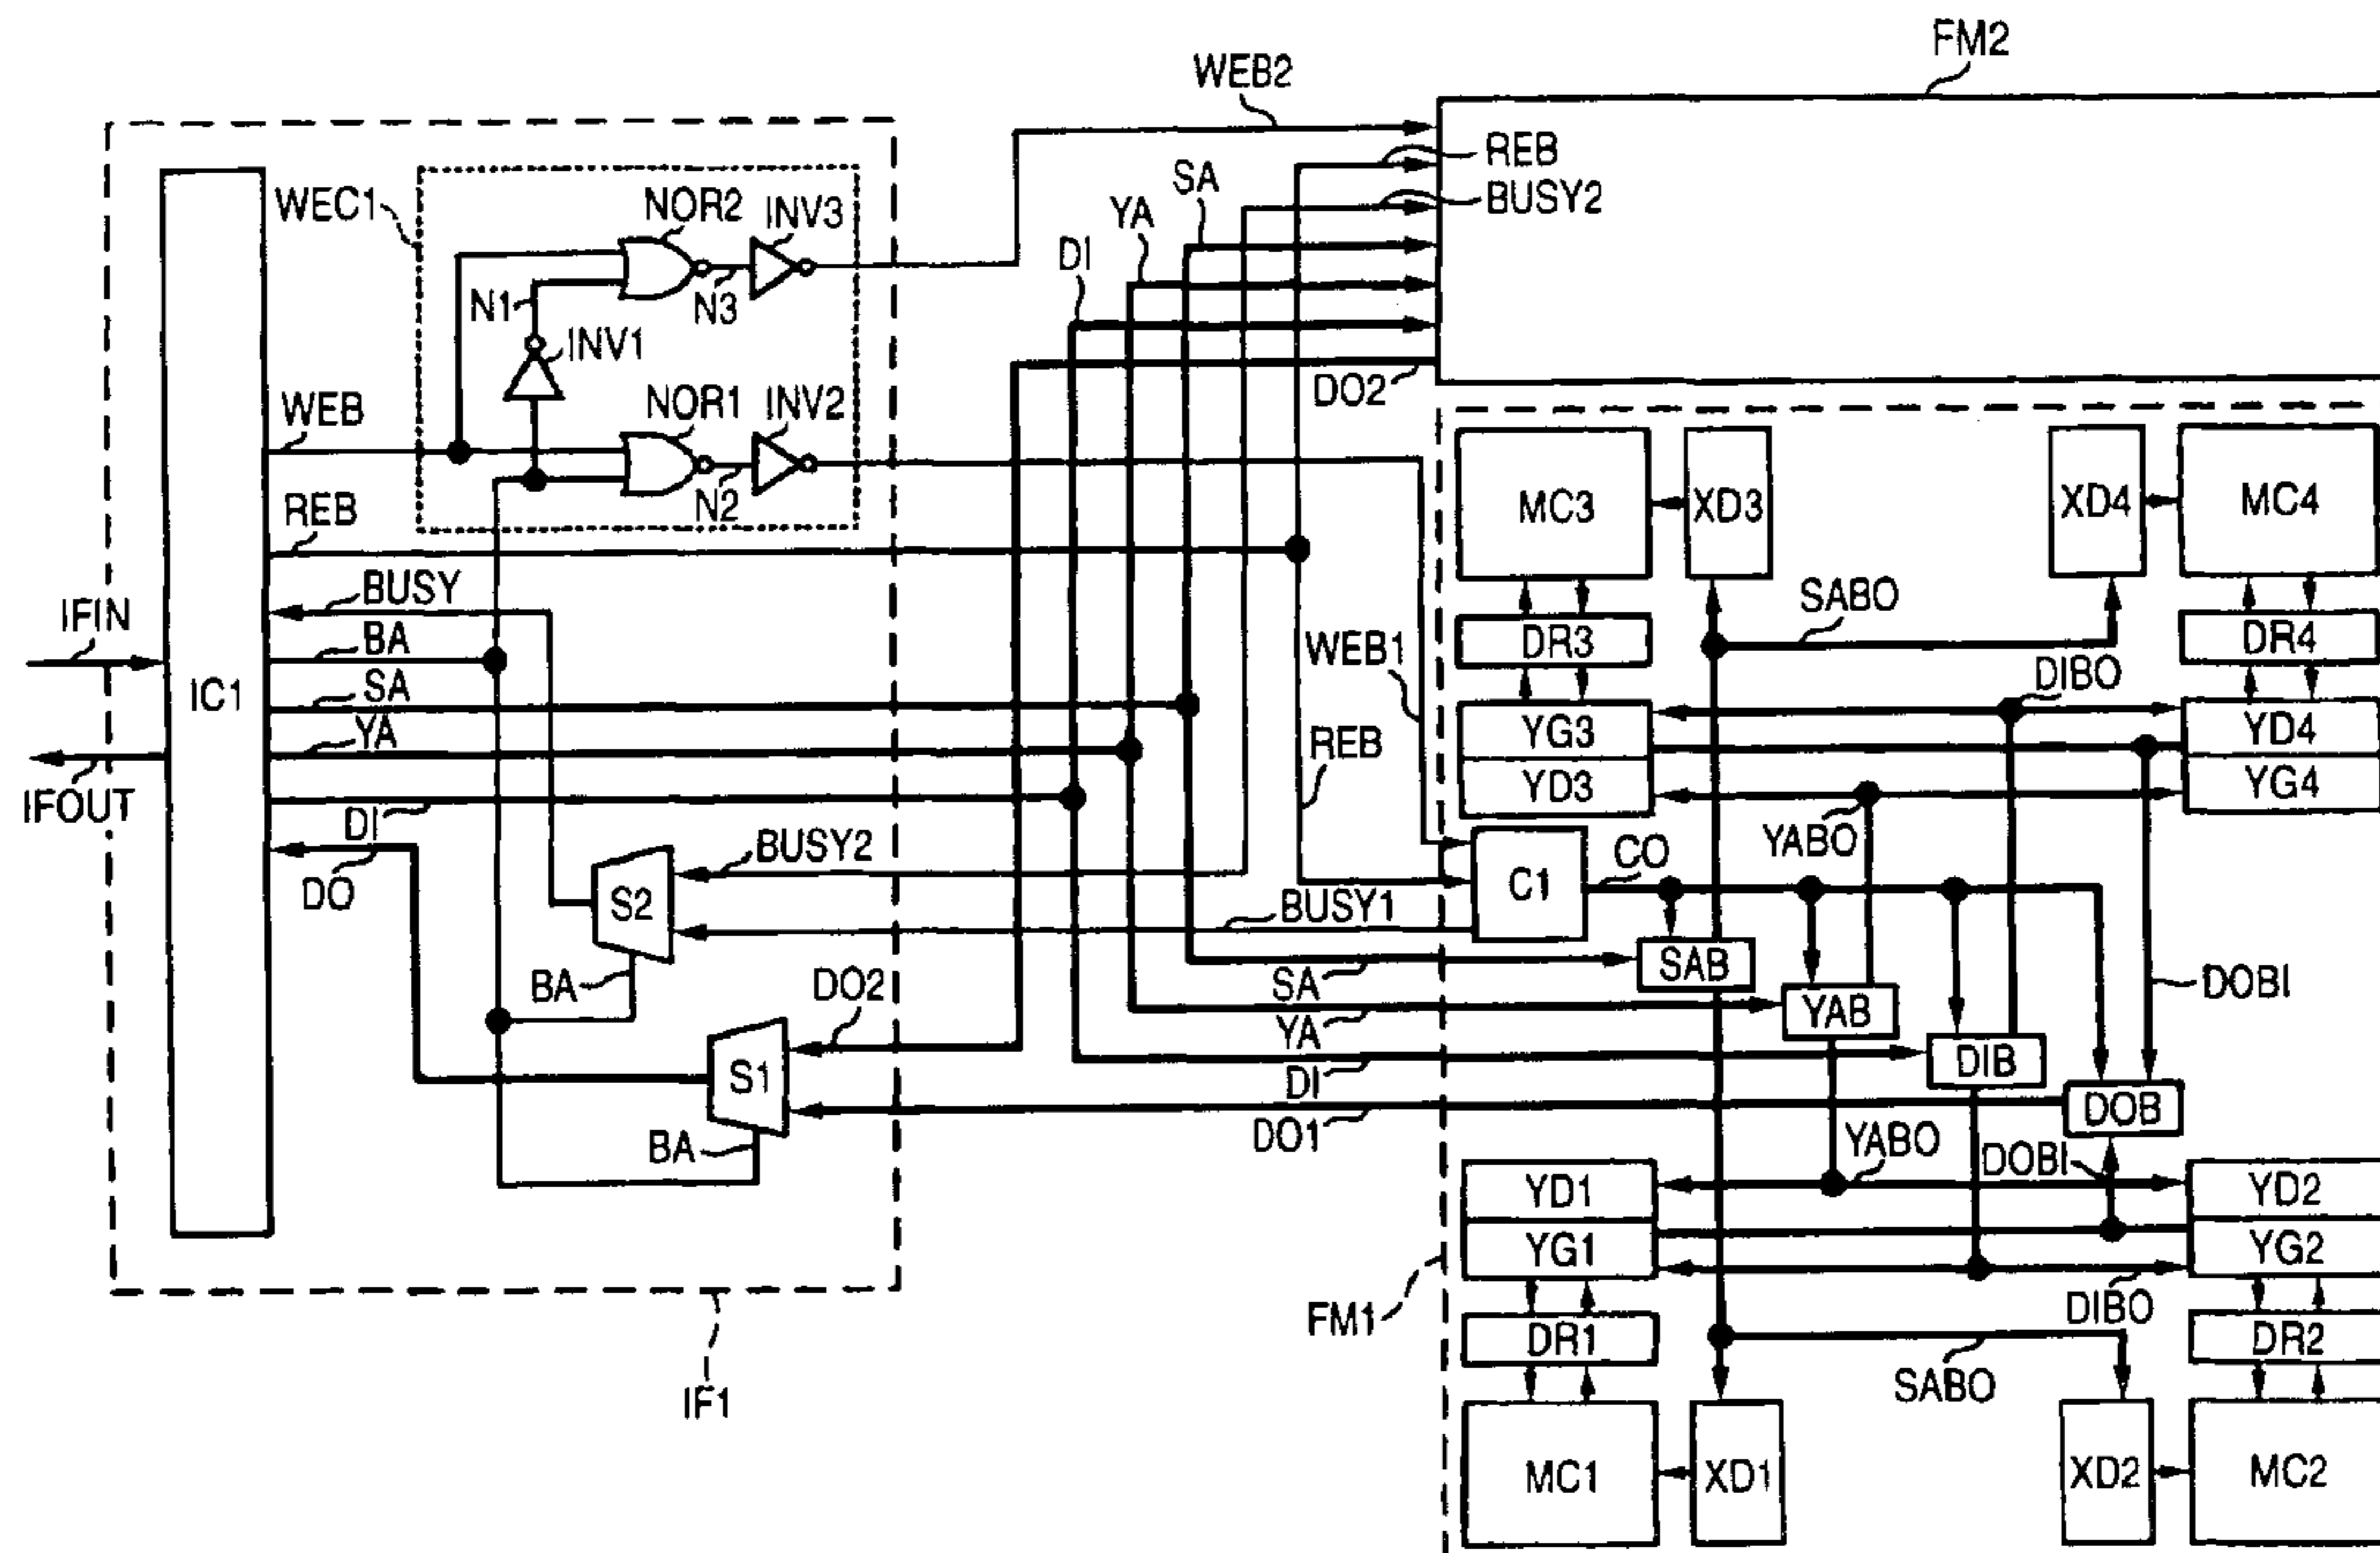 FM2
WEB2
REB
SA
BUSY2
YA
DI
WEC1
NOR2
INV3
N1
N3
INV1
DO2
WEB
NOR1
INV2
N2
MC3
XD3
XD4
MC4
REB
BUSY
IFIN
BA
SABO
DR3
DR4
WEB1
SA
IC1
DIBO
YA
YG3
YD4
REB
YD3
YG4
IFOUT
DI
YABO
CO
BUSY2
DO
S2
C1
BUSY1
SAB
BA
DO2
SA
DOBI
YAB
YA
S1
DIB
DI
DOB
DO1
BA
YABO
DOBI
YD1
YD2
YG1
YG2
FM1
DIBO
DR1
DR2
SABO
IF1
MC1
XD1
XD2
MC2